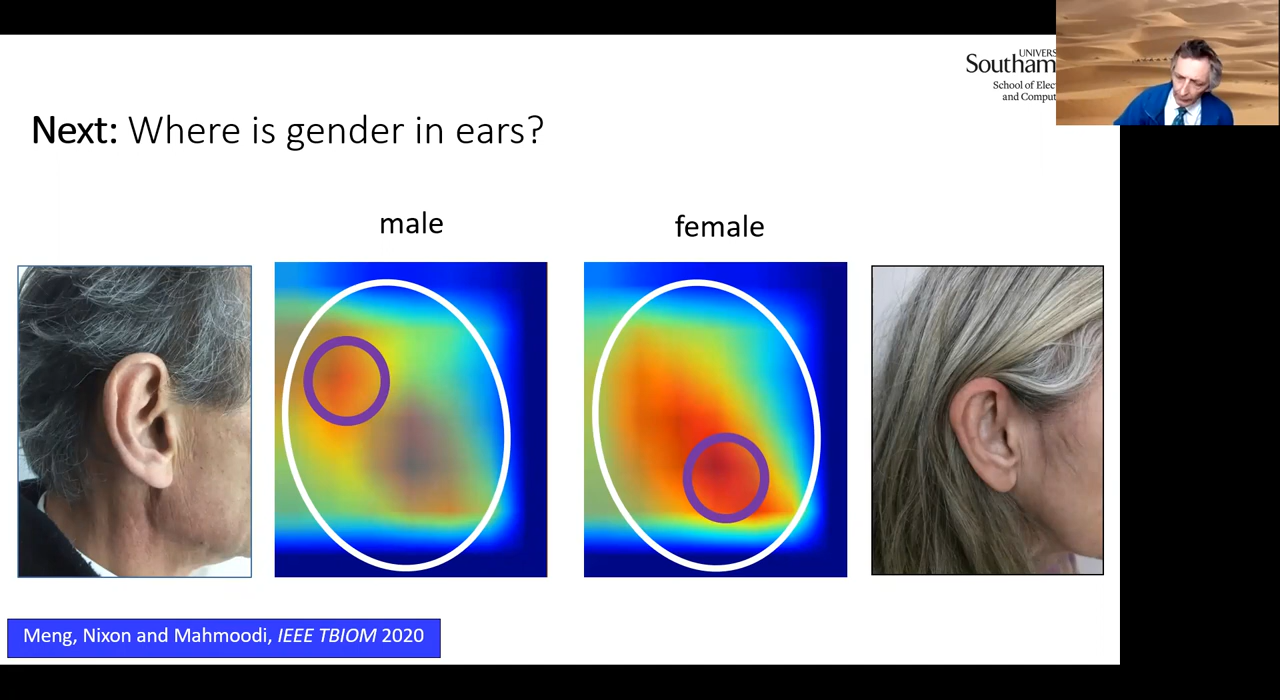 UNIVERS
Southam
School of Elec
and Comput
Next: Where is gender in ears?
male
female
Meng, Nixon and Mahmoodi, IEEE TBIOM 2020